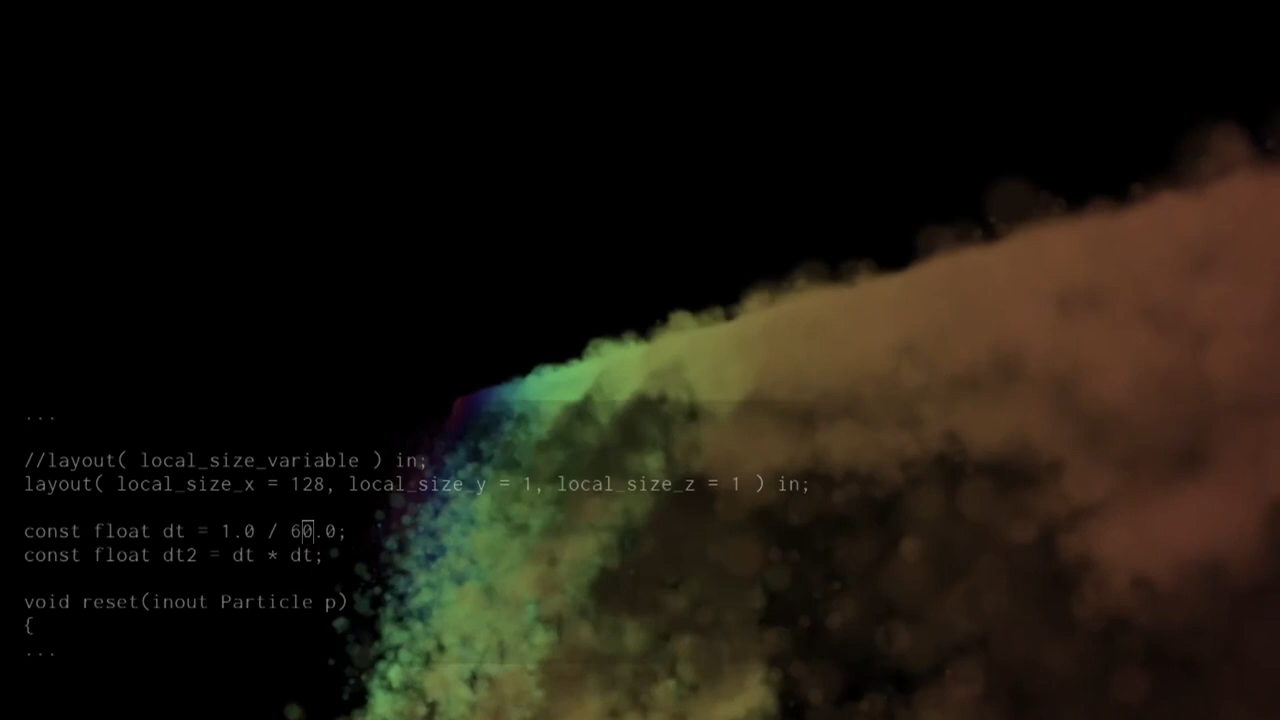 ...
//layout( local_size_variable ) in;
layout( local_size_x = 128, local_size_y = 1, local_size_z = 1 ) in;
const float dt = 1.0 / 60.0;
const float dt2 = dt * dt;
void reset(inout Particle p)
{
...